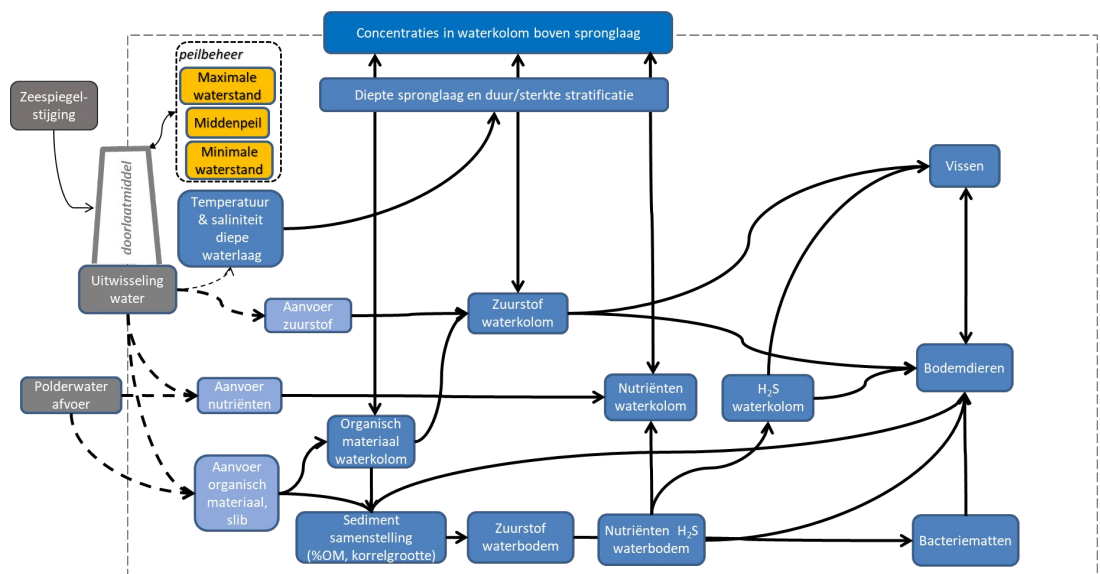 Concentraties in waterkolom boven spronglaag
peilbeheer
Maximale
waterstand
Middenpeil
Minimale
waterstand
Zeespiegel-
stijging
Diepte spronglaag en duur/sterkte stratificatie
doorlaatmiddel
Temperatuur
& saliniteit
diepe
waterlaag
Vissen
Uitwisseling
water
Aanvoer
zuurstof
Zuurstof
waterkolom
Bodemdieren
Polderwater
afvoer
Aanvoer
nutriënten
Nutriënten
waterkolom
H₂S
waterkolom
Organisch
materiaal
waterkolom
Aanvoer
organisch
materiaal,
slib
Sediment
samenstelling
(%OM, korrelgrootte)
Zuurstof
waterbodem
Nutriënten H₂S
waterbodem
Bacteriematten